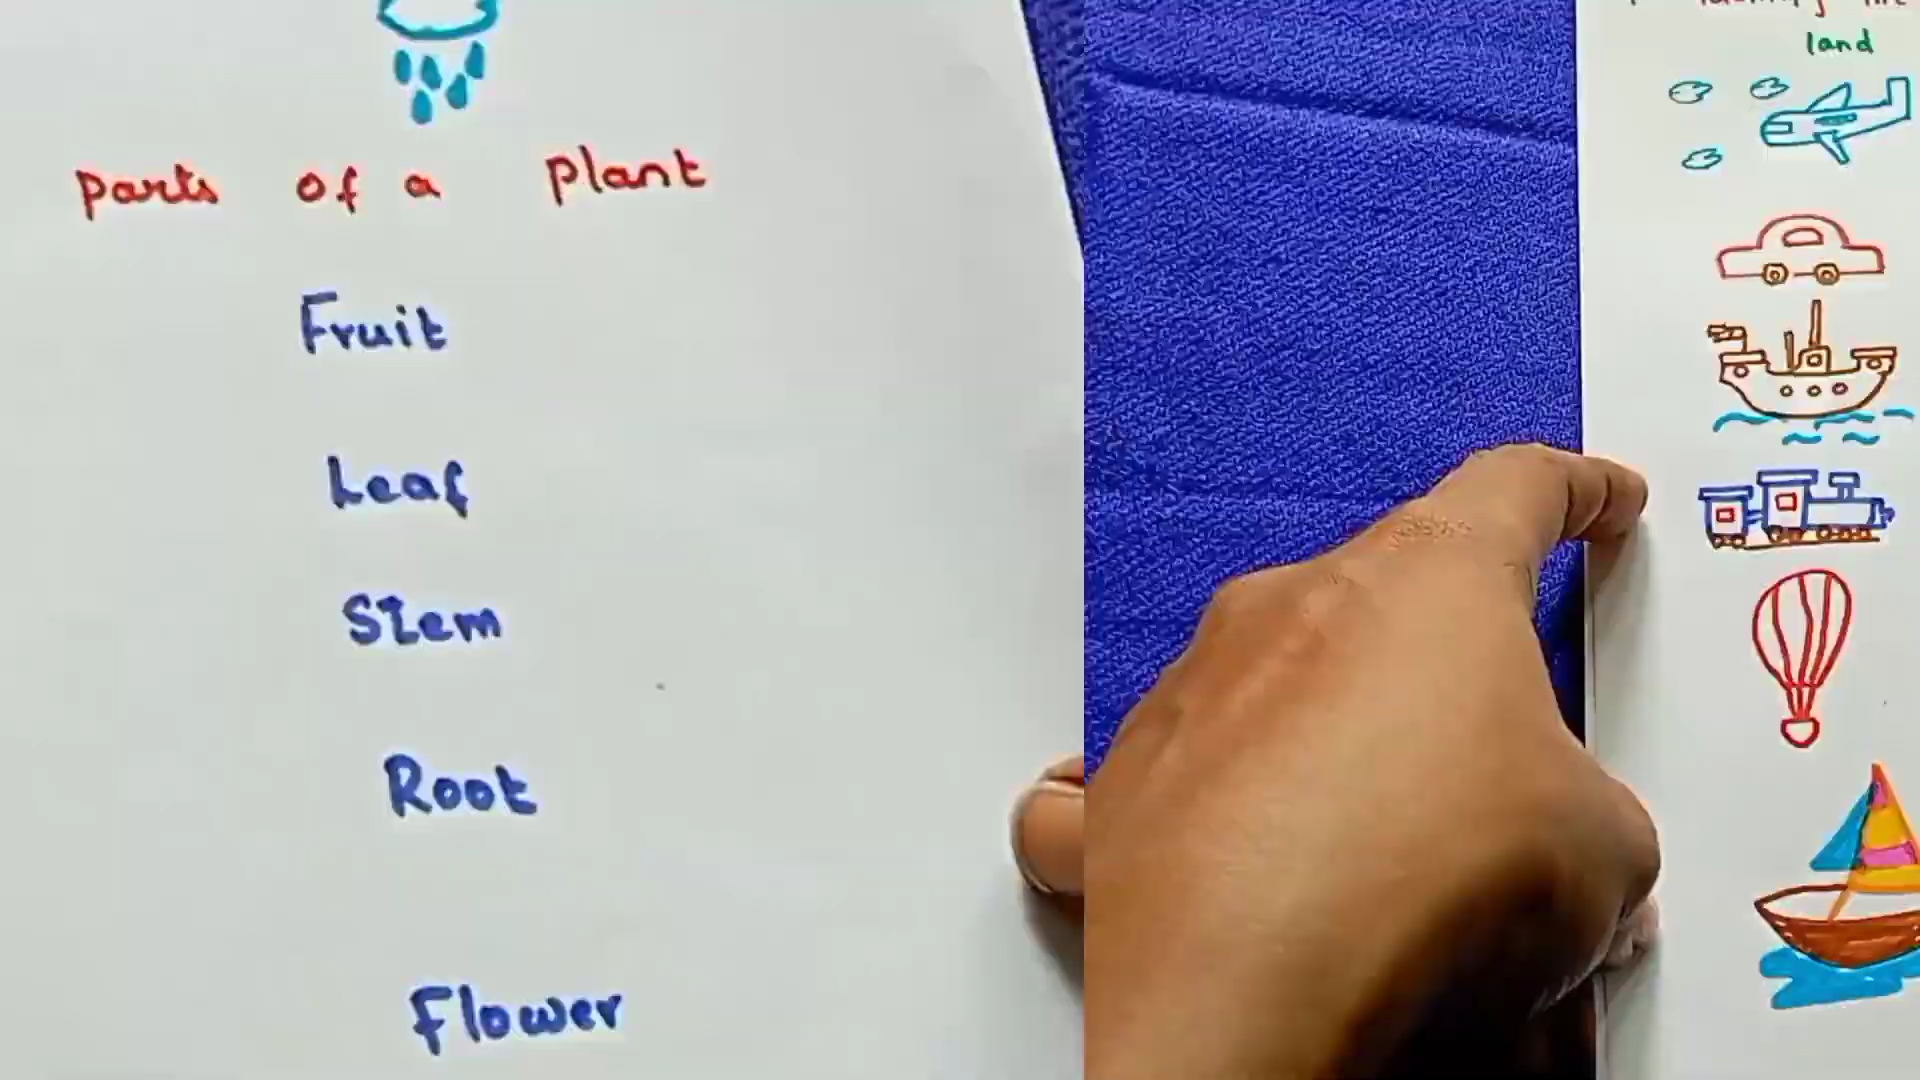 Parts of a Plant
Fruit
Leaf
Stem
Root
Flower
land